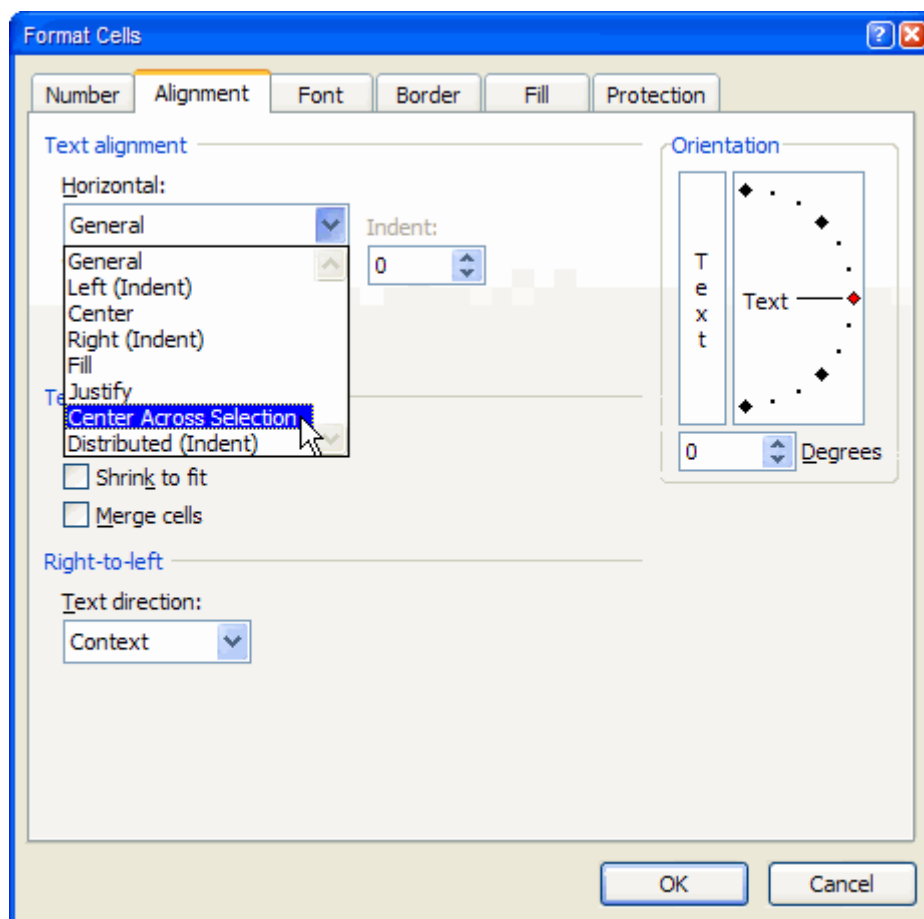 Format Cells
Number Alignment Font Border Fill Protection
Text alignment
Horizontal:
General
Indent:
0
General
Left (Indent)
Center
Right (Indent)
Fill
Justify
Center Across Selection
Distributed (Indent)
Te
Shrink to fit
Merge cells
Right-to-left
Text direction:
Context
Orientation
Text
Text
0 Degrees
OK Cancel